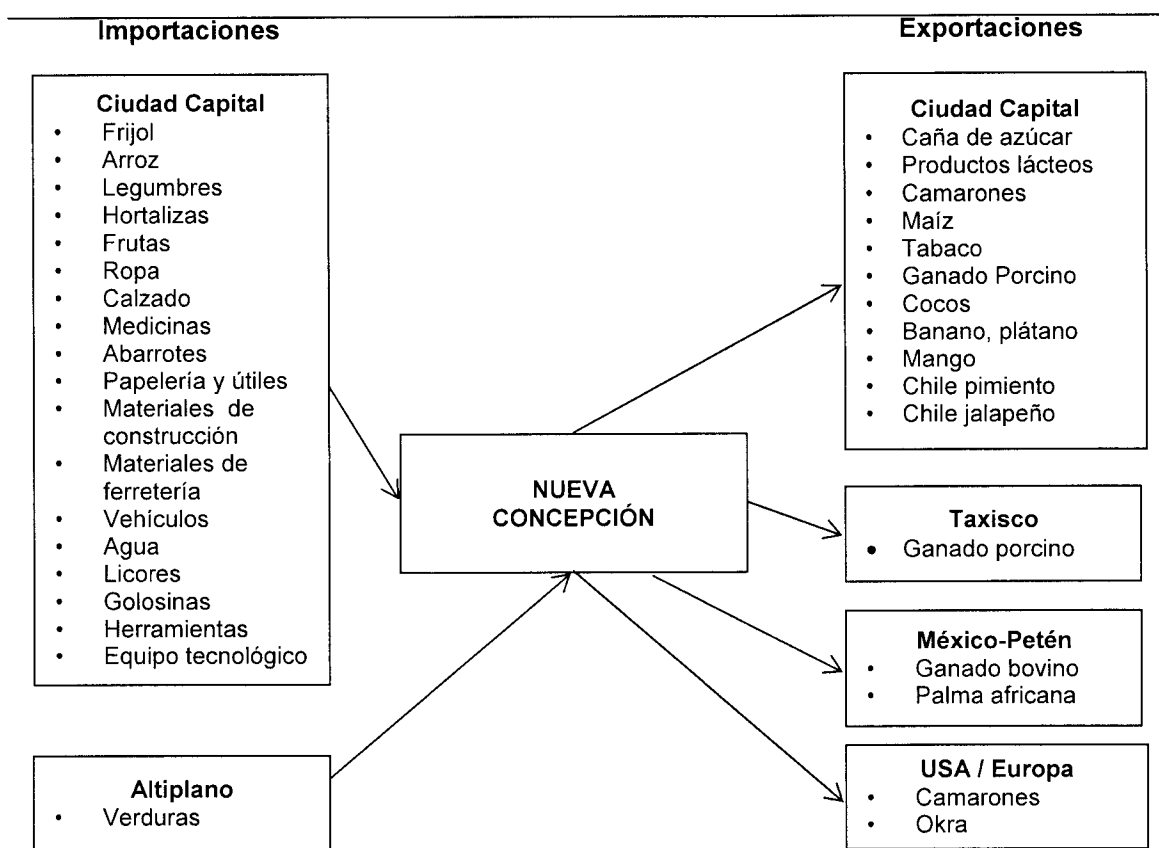 Importaciones
Ciudad Capital
• Frijol
• Arroz
• Legumbres
• Hortalizas
• Frutas
• Ropa
• Calzado
• Medicinas
• Abarrotes
• Papelería y útiles
• Materiales de
construcción
• Materiales de
ferretería
• Vehículos
• Agua
• Licores
• Golosinas
• Herramientas
• Equipo tecnológico
Altiplano
• Verduras
NUEVA
CONCEPCIÓN
Exportaciones
Ciudad Capital
• Caña de azúcar
• Productos lácteos
• Camarones
• Maíz
• Tabaco
• Ganado Porcino
• Cocos
• Banano, plátano
• Mango
• Chile pimiento
• Chile jalapeño
Taxisco
• Ganado porcino
México-Petén
• Ganado bovino
• Palma africana
USA / Europa
• Camarones
• Okra